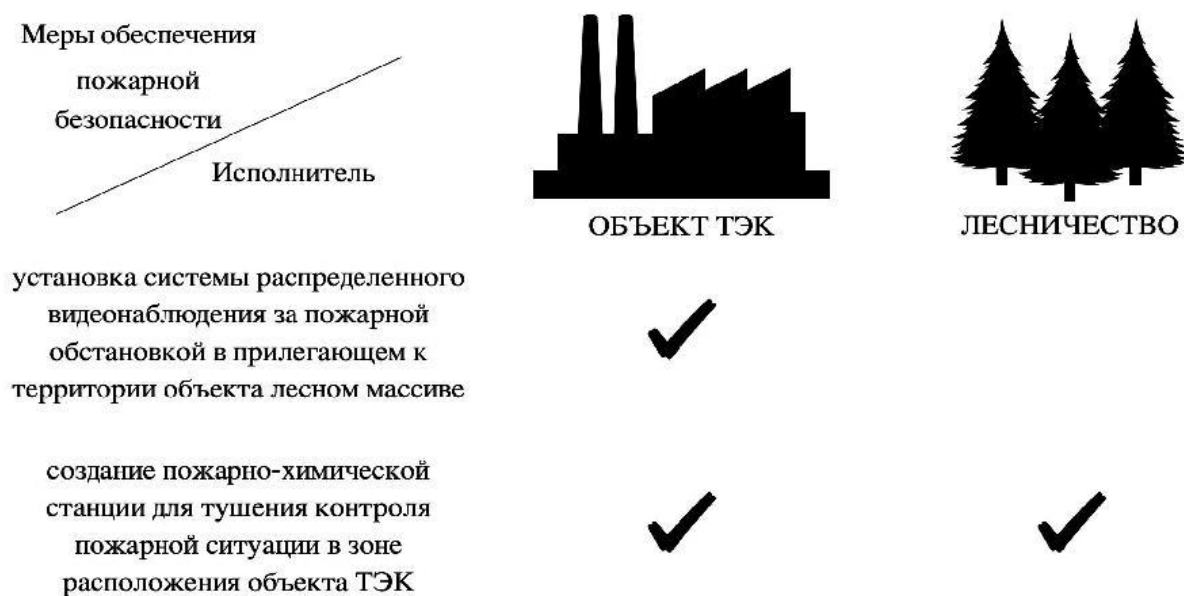 Меры обеспечения
пожарной
безопасности
Исполнитель
ОБЪЕКТ ТЭК
ЛЕСНИЧЕСТВО
установка системы распределенного
видеонаблюдения за пожарной
обстановкой в прилегающем к
территории объекта лесном массиве
создание пожарно-химической
станции для тушения контроля
пожарной ситуации в зоне
расположения объекта ТЭК